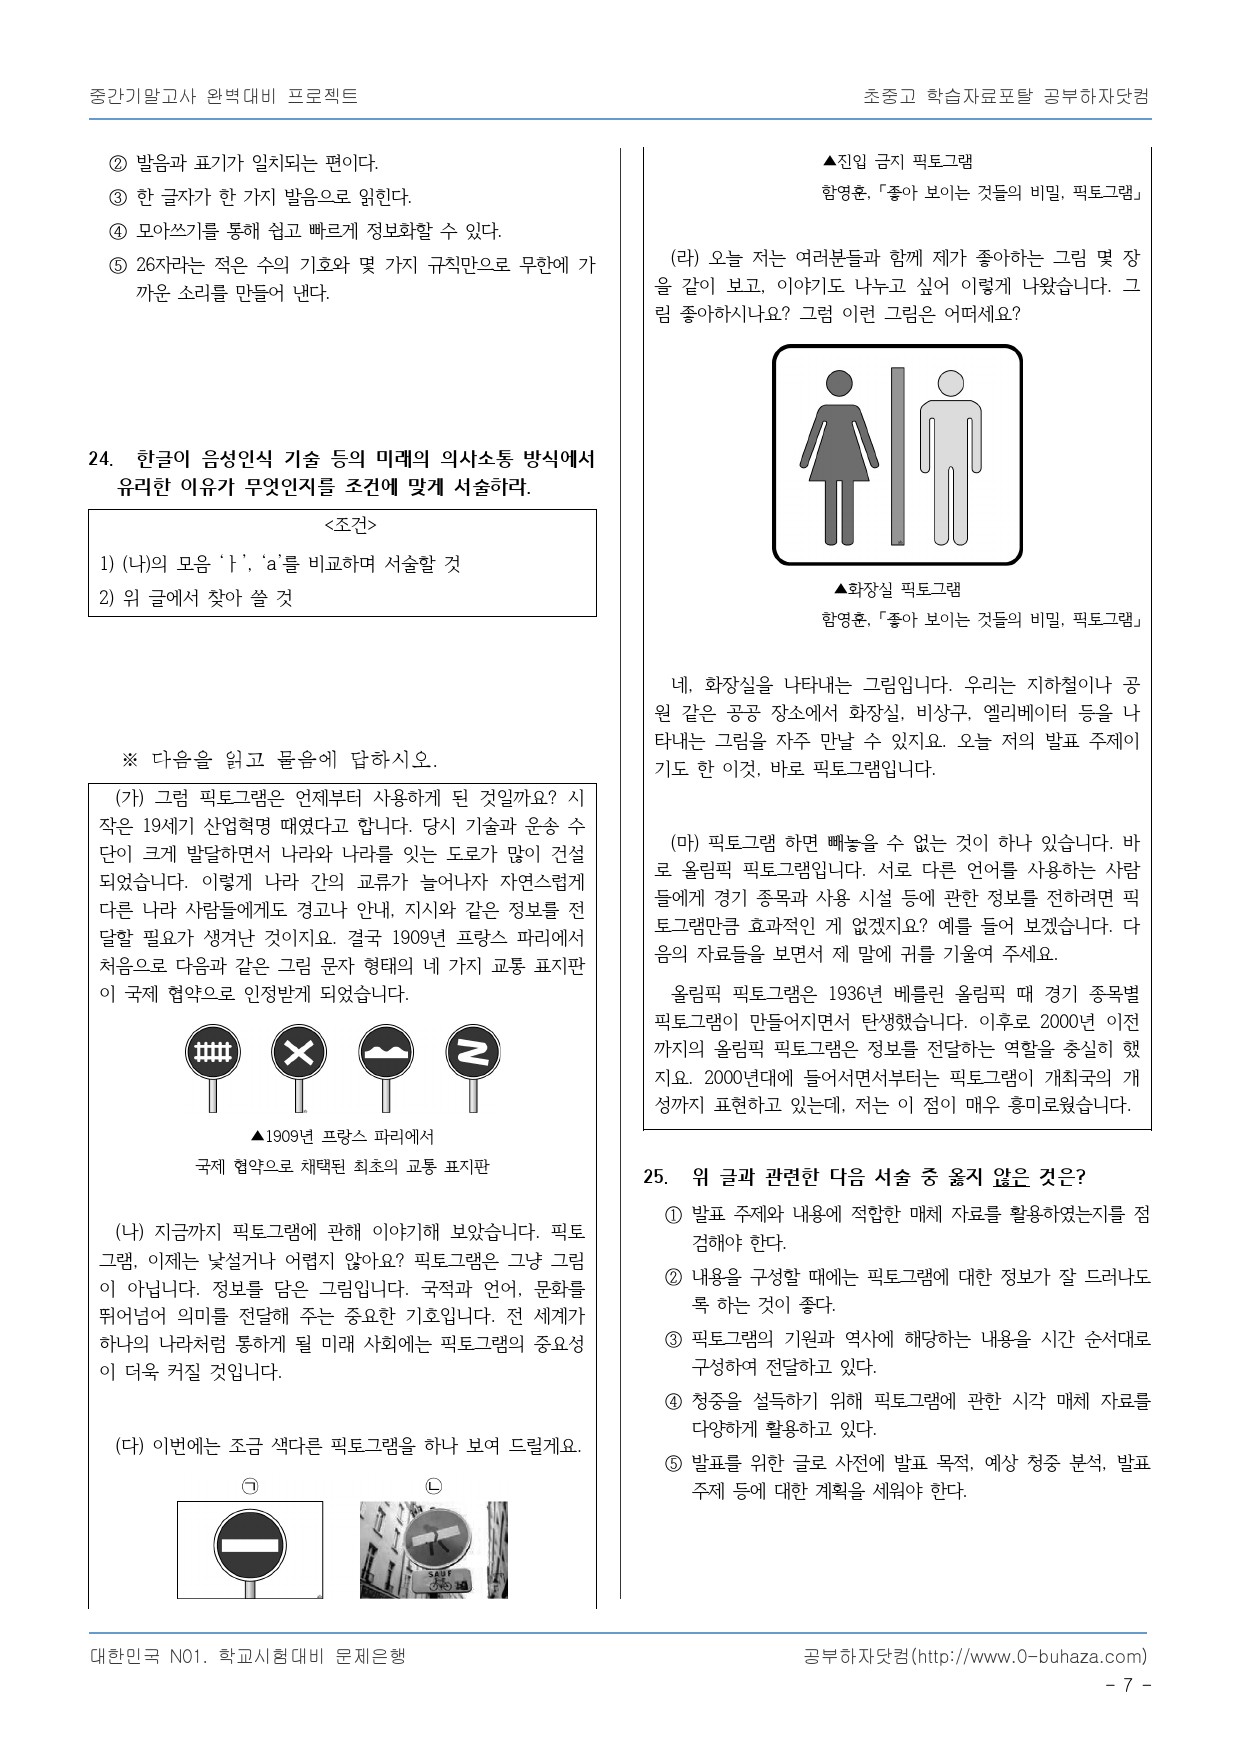 중간기말고사 완벽대비 프로젝트
초중고 학습자료포탈 공부하자닷컴
② 발음과 표기가 일치되는 편이다.
③ 한 글자가 한 가지 발음으로 읽힌다.
④ 모아쓰기를 통해 쉽고 빠르게 정보화할 수 있다.
⑤ 26자라는 적은 수의 기호와 몇 가지 규칙만으로 무한에 가
까운 소리를 만들어 낸다.
24. 한글이 음성인식 기술 등의 미래의 의사소통 방식에서
유리한 이유가 무엇인지를 조건에 맞게 서술하라.
<조건>
1) (나)의 모음 ‘ㅏ’, ‘a’를 비교하며 서술할 것
2) 위 글에서 찾아 쓸 것
※ 다음을 읽고 물음에 답하시오.
(가) 그럼 픽토그램은 언제부터 사용하게 된 것일까요? 시
작은 19세기 산업혁명 때였다고 합니다. 당시 기술과 운송 수
단이 크게 발달하면서 나라와 나라를 잇는 도로가 많이 건설
되었습니다. 이렇게 나라 간의 교류가 늘어나자 자연스럽게
다른 나라 사람들에게도 경고나 안내, 지시와 같은 정보를 전
달할 필요가 생겨난 것이지요. 결국 1909년 프랑스 파리에서
처음으로 다음과 같은 그림 문자 형태의 네 가지 교통 표지판
이 국제 협약으로 인정받게 되었습니다.
▲1909년 프랑스 파리에서
국제 협약으로 채택된 최초의 교통 표지판
(나) 지금까지 픽토그램에 관해 이야기해 보았습니다. 픽토
그램, 이제는 낯설거나 어렵지 않아요? 픽토그램은 그냥 그림
이 아닙니다. 정보를 담은 그림입니다. 국적과 언어, 문화를
뛰어넘어 의미를 전달해 주는 중요한 기호입니다. 전 세계가
하나의 나라처럼 통하게 될 미래 사회에는 픽토그램의 중요성
이 더욱 커질 것입니다.
(다) 이번에는 조금 색다른 픽토그램을 하나 보여 드릴게요.
㉠ ㉡
SAUF
▲진입 금지 픽토그램
함영훈, 「좋아 보이는 것들의 비밀, 픽토그램」
(라) 오늘 저는 여러분들과 함께 제가 좋아하는 그림 몇 장
을 같이 보고, 이야기도 나누고 싶어 이렇게 나왔습니다. 그
림 좋아하시나요? 그럼 이런 그림은 어떠세요?
▲화장실 픽토그램
함영훈, 「좋아 보이는 것들의 비밀, 픽토그램」
네, 화장실을 나타내는 그림입니다. 우리는 지하철이나 공
원 같은 공공 장소에서 화장실, 비상구, 엘리베이터 등을 나
타내는 그림을 자주 만날 수 있지요. 오늘 저의 발표 주제이
기도 한 이것, 바로 픽토그램입니다.
(마) 픽토그램 하면 빼놓을 수 없는 것이 하나 있습니다. 바
로 올림픽 픽토그램입니다. 서로 다른 언어를 사용하는 사람
들에게 경기 종목과 사용 시설 등에 관한 정보를 전하려면 픽
토그램만큼 효과적인 게 없겠지요? 예를 들어 보겠습니다. 다
음의 자료들을 보면서 제 말에 귀를 기울여 주세요.
올림픽 픽토그램은 1936년 베를린 올림픽 때 경기 종목별
픽토그램이 만들어지면서 탄생했습니다. 이후로 2000년 이전
까지의 올림픽 픽토그램은 정보를 전달하는 역할을 충실히 했
지요. 2000년대에 들어서면서부터는 픽토그램이 개최국의 개
성까지 표현하고 있는데, 저는 이 점이 매우 흥미로웠습니다.
25. 위 글과 관련한 다음 서술 중 옳지 않은 것은?
① 발표 주제와 내용에 적합한 매체 자료를 활용하였는지를 점
검해야 한다.
② 내용을 구성할 때에는 픽토그램에 대한 정보가 잘 드러나도
록 하는 것이 좋다.
③ 픽토그램의 기원과 역사에 해당하는 내용을 시간 순서대로
구성하여 전달하고 있다.
④ 청중을 설득하기 위해 픽토그램에 관한 시각 매체 자료를
다양하게 활용하고 있다.
⑤ 발표를 위한 글로 사전에 발표 목적, 예상 청중 분석, 발표
주제 등에 대한 계획을 세워야 한다.
대한민국 N01. 학교시험대비 문제은행
공부하자닷컴(http://www.0-buhaza.com)
- 7 -